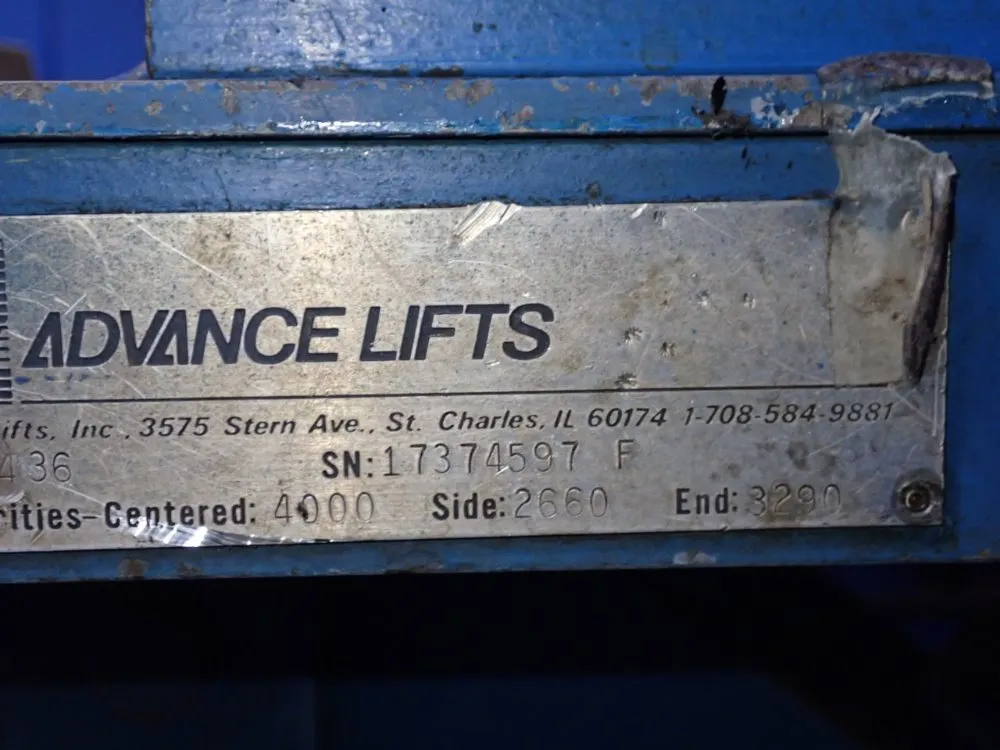 ADVANCE LIFTS
ifts, Inc., 3575 Stern Ave., St. Charles, IL 60174 1-708-584-9881
436 SN: 17374597 F
ities-Centered: 4000 Side: 2660 End: 3290